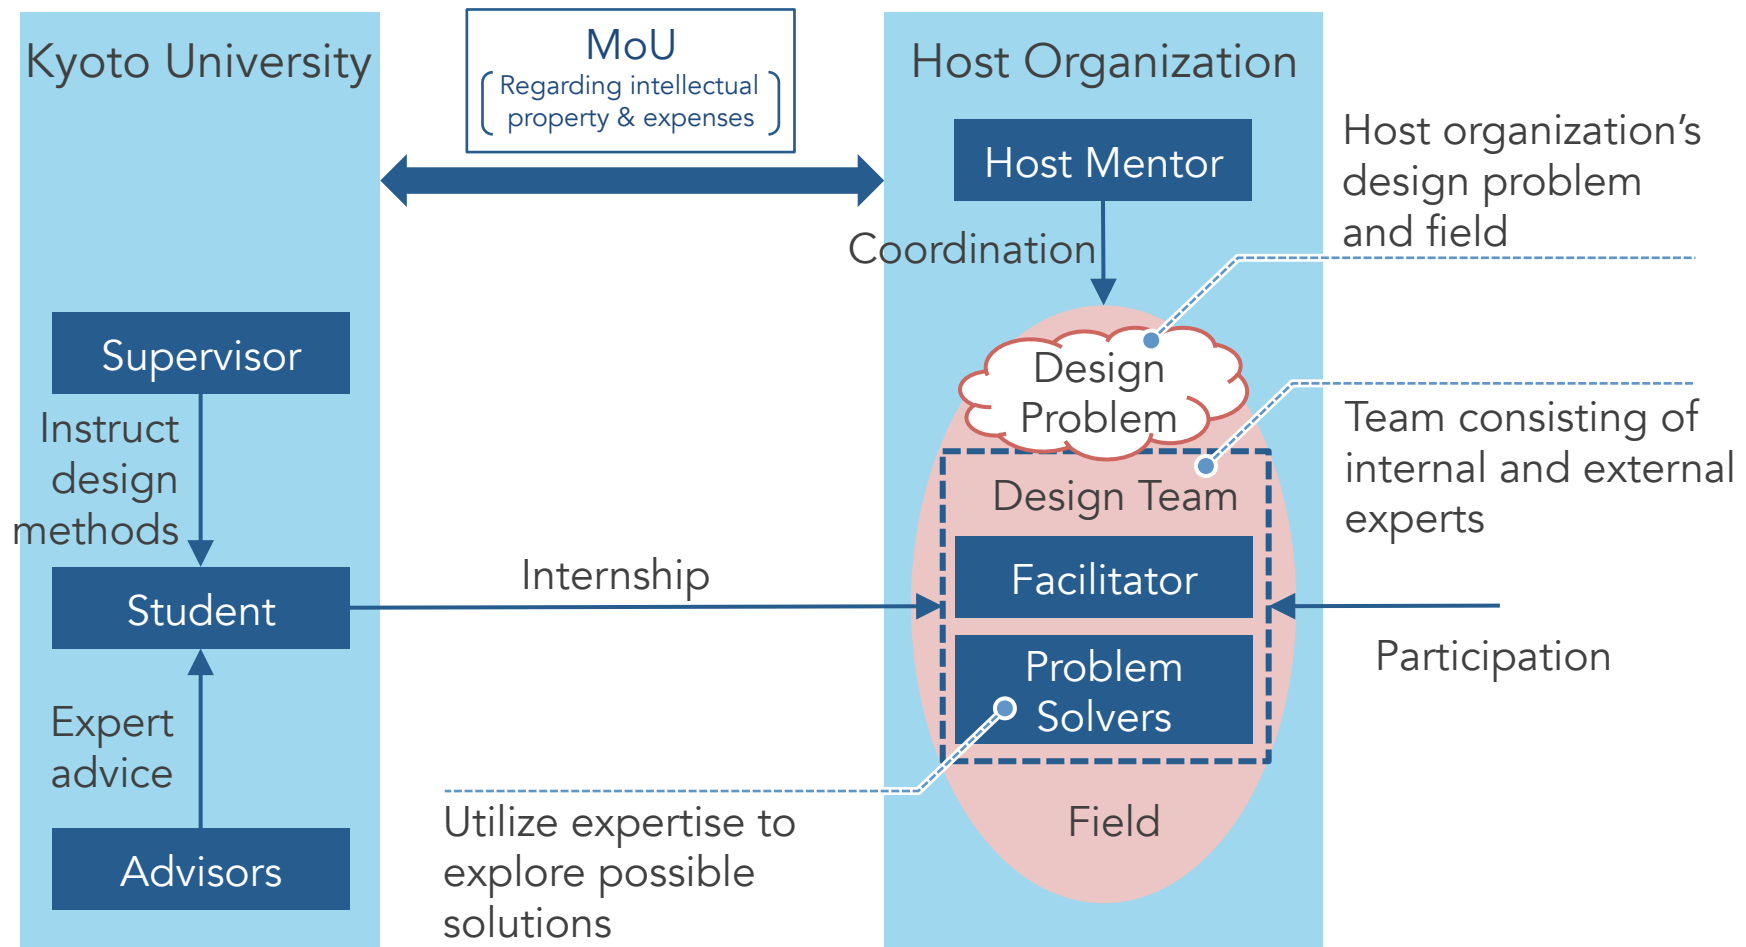 Kyoto University
MoU
Regarding intellectual
property & expenses
Host Organization
Host Mentor
Host organization’s
design problem
and field
Coordination
Supervisor
Instruct
design
methods
Design
Problem
Team consisting of
internal and external
experts
Design Team
Student
Internship
Facilitator
Participation
Problem
Solvers
Expert
advice
Advisors
Utilize expertise to
explore possible
solutions
Field